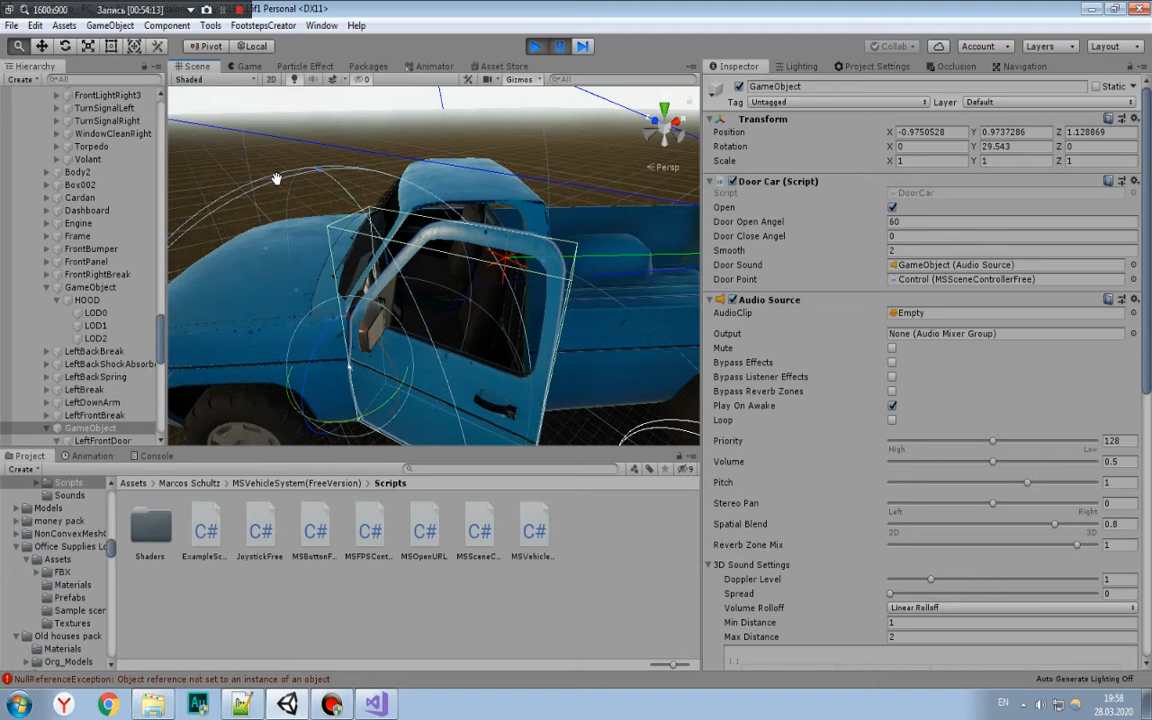 1600x900 Запись [00:54:13] 5f1 Personal <DX11>
File Edit Assets GameObject Component Tools FootstepsCreator Window Help
Pivot Local Collab Account Layers Layout
Hierarchy Scene Game Particle Effect Packages Animator Asset Store Inspector Lighting Project Settings Occlusion Navigation
Create All Shaded 2D 0 Gizmos All
FrontLightRight3
TurnSignalLeft
TurnSignalRight
WindowCleanRight
Torpedo
Volant
Body2
Box002
Cardan
Dashboard
Engine
Frame
FrontBumper
FrontPanel
FrontRightBreak
GameObject
HOOD
LOD0
LOD1
LOD2
LeftBackBreak
LeftBackShockAbsorb
LeftBackSpring
LeftBreak
LeftDownArm
LeftFrontBreak
GameObject
LeftFrontDoor
Persp
GameObject Static
Tag Untagged Layer Default
Transform
Position X -0.9750528 Y 0.9737286 Z 1.128869
Rotation X 0 Y 29.543 Z 0
Scale X 1 Y 1 Z 1
Door Car (Script)
Script DoorCar
Open
Door Open Angel 60
Door Close Angel 0
Smooth 2
Door Sound GameObject (Audio Source)
Door Point Control (MSSceneControllerFree)
Audio Source
AudioClip Empty
Output None (Audio Mixer Group)
Mute
Bypass Effects
Bypass Listener Effects
Bypass Reverb Zones
Play On Awake
Loop
Priority 128
High Low
Volume 0.5
Pitch 1
Stereo Pan 0
Left Right
Spatial Blend 0.8
2D 3D
Reverb Zone Mix 1
3D Sound Settings
Doppler Level 1
Spread 0
Volume Rolloff Linear Rolloff
Min Distance 1
Max Distance 2
1.1
Project Animation Console
Create 9
Scripts
Sounds
Models
money pack
NonConvexMeshC
Office Supplies Lo
Assets
FBX
Materials
Prefabs
Sample scen
Textures
Old houses pack
Materials
Org_Models
Assets Marcos Schultz MSVehicleSystem(FreeVersion) Scripts
Shaders ExampleSc... JoystickFree MSButtonF... MSFPSCont... MSOpenURL MSSceneC... MSVehicle...
NullReferenceException: Object reference not set to an instance of an object Auto Generate Lighting Off
EN 19:58
28.03.2020